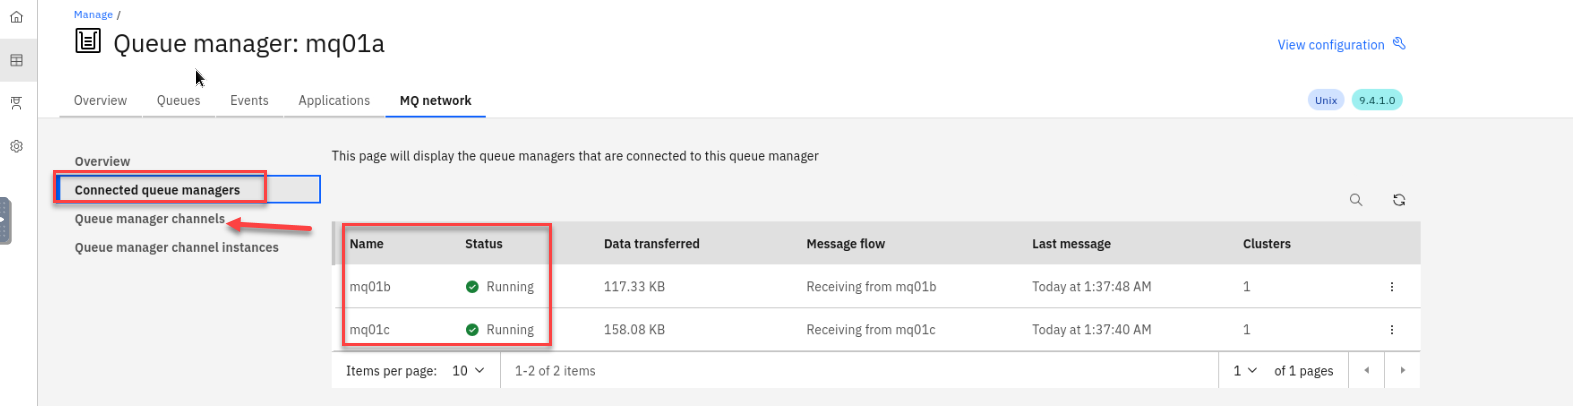 Manage /
Queue manager: mq01a
View configuration
Overview Queues Events Applications MQ network
Unix 9.4.1.0
Overview
Connected queue managers
Queue manager channels
Queue manager channel instances
This page will display the queue managers that are connected to this queue manager
Name Status Data transferred Message flow Last message Clusters
mq01b Running 117.33 KB Receiving from mq01b Today at 1:37:48 AM 1
mq01c Running 158.08 KB Receiving from mq01c Today at 1:37:40 AM 1
Items per page: 10 1-2 of 2 items 1 of 1 pages